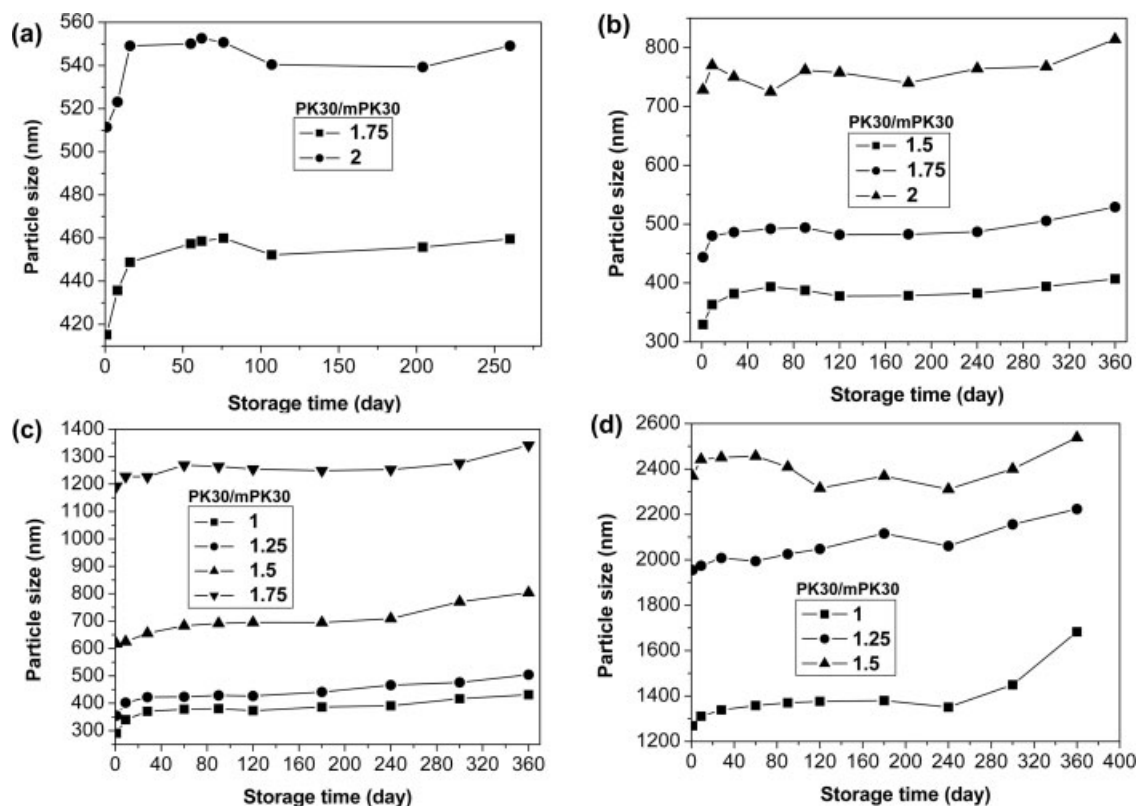 (a)
560
540
520
500
480
460
440
420
Particle size (nm)
PK30/mPK30
1.75
2
0 50 100 150 200 250
Storage time (day)
(b)
800
700
600
500
400
300
Particle size (nm)
PK30/mPK30
1.5
1.75
2
0 40 80 120 160 200 240 280 320 360
Storage time (day)
(c)
1400
1300
1200
1100
1000
900
800
700
600
500
400
300
Particle size (nm)
PK30/mPK30
1
1.25
1.5
1.75
0 40 80 120 160 200 240 280 320 360
Storage time (day)
(d)
2600
2400
2200
2000
1800
1600
1400
1200
Particle size (nm)
PK30/mPK30
1
1.25
1.5
0 40 80 120 160 200 240 280 320 360 400
Storage time (day)